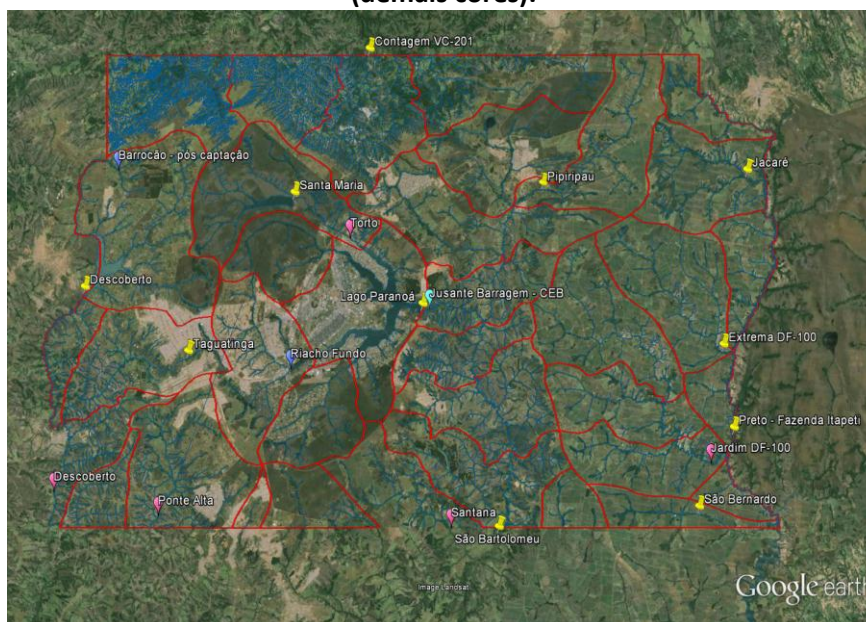 (demais cores).
Contagem VC-201
Barrocão - pós captação
Jacaré
Santa Maria
Pipiripau
Torto
Descoberto
Lago Paranoá
Jusante Barragem - CEB
Taguatinga
Riacho Fundo
Extrema DF-100
Preto - Fazenda Itapeti
Jardim DF-100
Descoberto
Ponte Alta
Santana
São Bernardo
São Bartolomeu
Image Landsat
Google earth